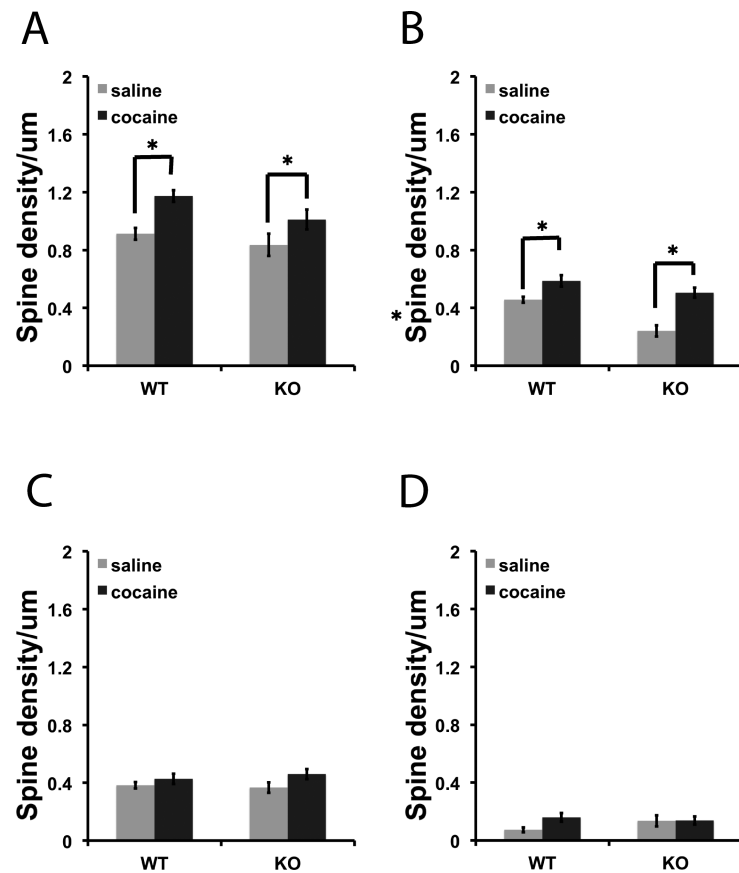 A
Spine density/um
2
1.6
1.2
0.8
0.4
0
saline
cocaine
*
*
WT
KO
B
Spine density/um
2
1.6
1.2
0.8
0.4
0
saline
cocaine
*
*
*
WT
KO
C
Spine density/um
2
1.6
1.2
0.8
0.4
0
saline
cocaine
WT
KO
D
Spine density/um
2
1.6
1.2
0.8
0.4
0
saline
cocaine
WT
KO